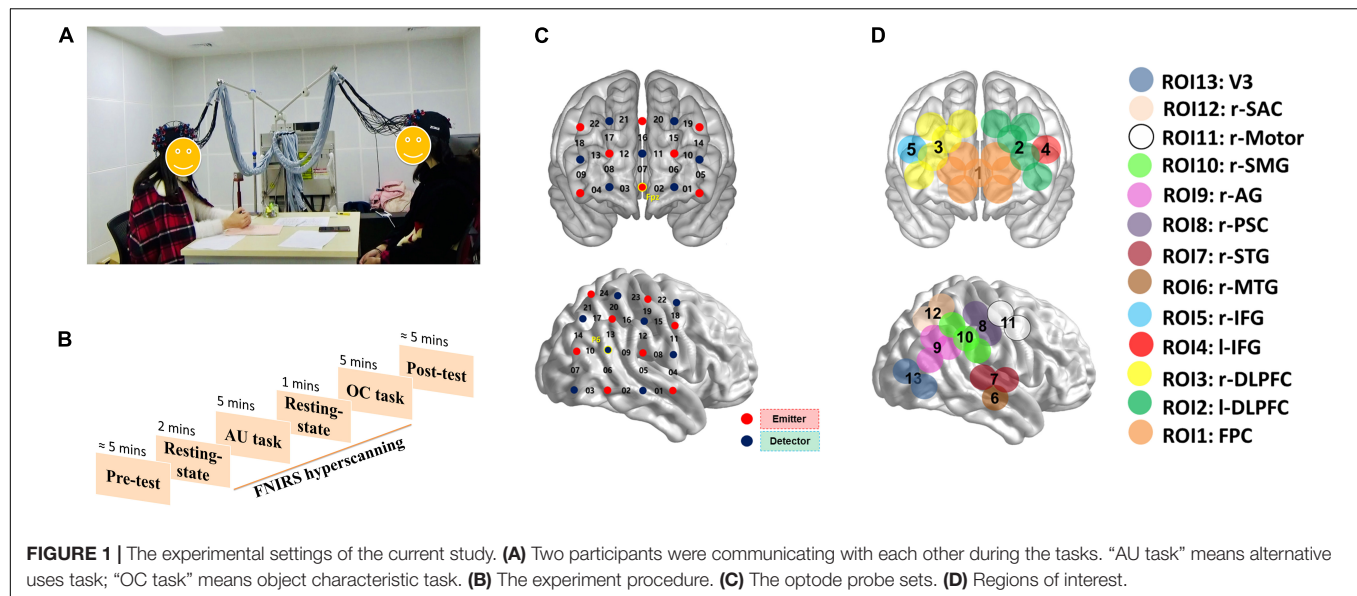 A
B
≈ 5 mins
Pre-test
2 mins
Resting-
state
5 mins
AU task
1 mins
Resting-
state
5 mins
OC task
≈ 5 mins
Post-test
FNIRS hyperscanning
C
22 21 20 19
18 17 16 15 14
13 12 11 10
09 08 07 06 05
04 03 02 01
Fpz
24 23 22
21 20 19 18
17 16 15
14 P6 13 12 11
10 09 08
07 06 05 04
03 02 01
Emitter
Detector
D
5 3 2 4
1
12 8 11
9 10
13 7
6
ROI13: V3
ROI12: r-SAC
ROI11: r-Motor
ROI10: r-SMG
ROI9: r-AG
ROI8: r-PSC
ROI7: r-STG
ROI6: r-MTG
ROI5: r-IFG
ROI4: l-IFG
ROI3: r-DLPFC
ROI2: l-DLPFC
ROI1: FPC
FIGURE 1 | The experimental settings of the current study. (A) Two participants were communicating with each other during the tasks. “AU task” means alternative
uses task; “OC task” means object characteristic task. (B) The experiment procedure. (C) The optode probe sets. (D) Regions of interest.